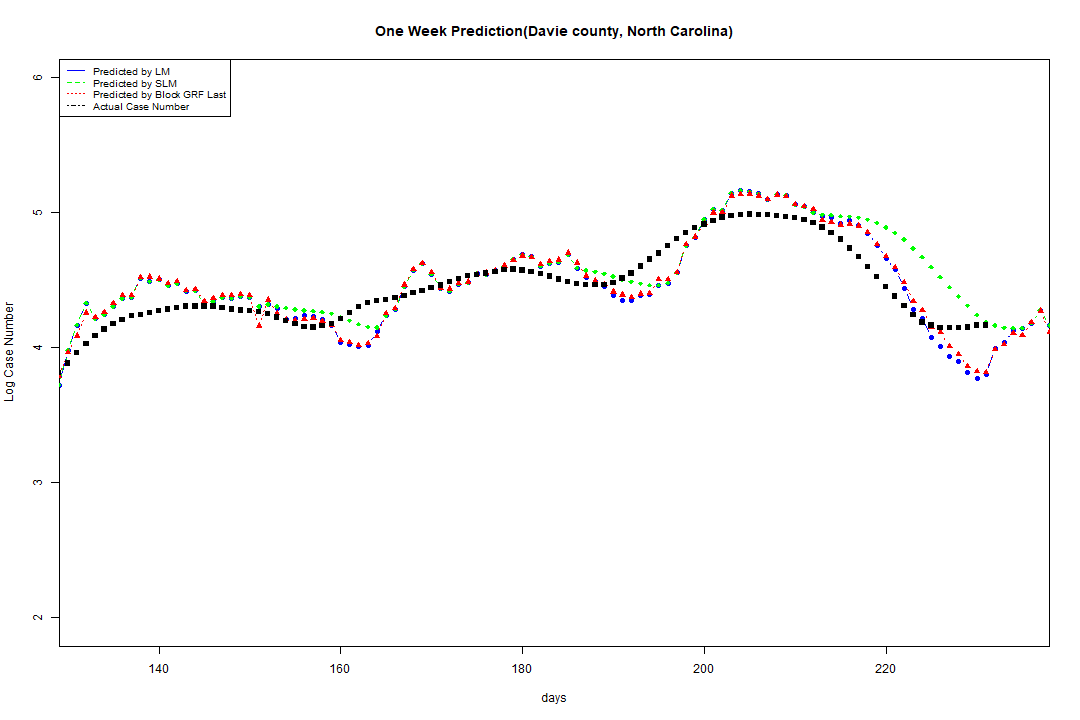 One Week Prediction(Davie county, North Carolina)
Predicted by LM
Predicted by SLM
Predicted by Block GRF Last
Actual Case Number
6
5
4
3
2
Log Case Number
140 160 180 200 220
days